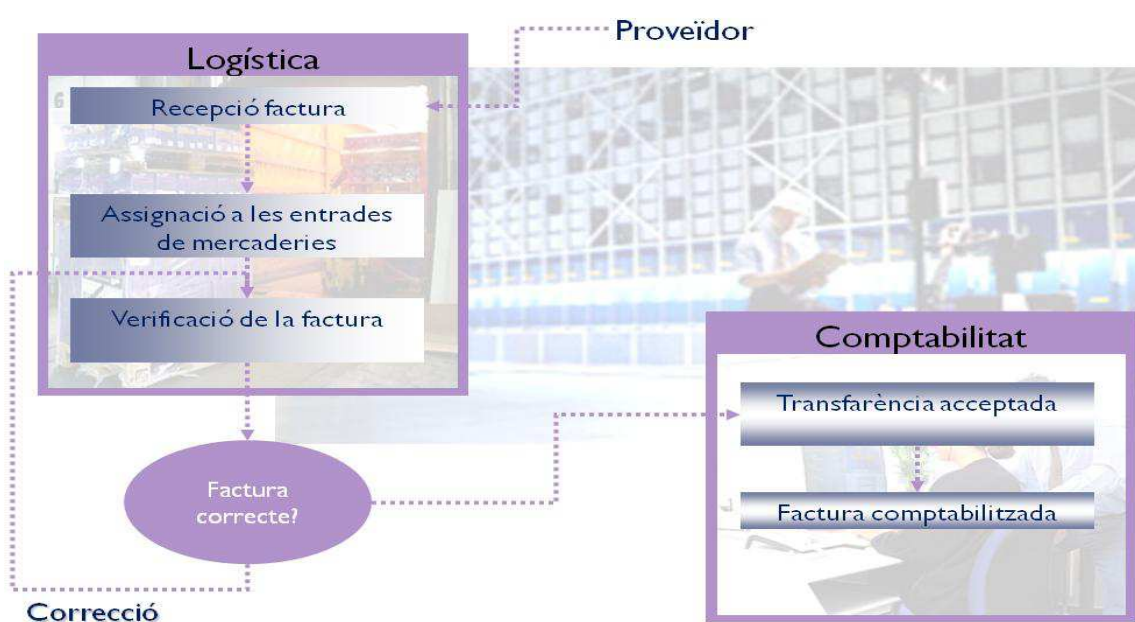 Proveïdor
Logística
Recepció factura
Assignació a les entrades
de mercaderies
Verificació de la factura
Factura
correcte?
Correcció
Comptabilitat
Transfarència acceptada
Factura comptabilitzada